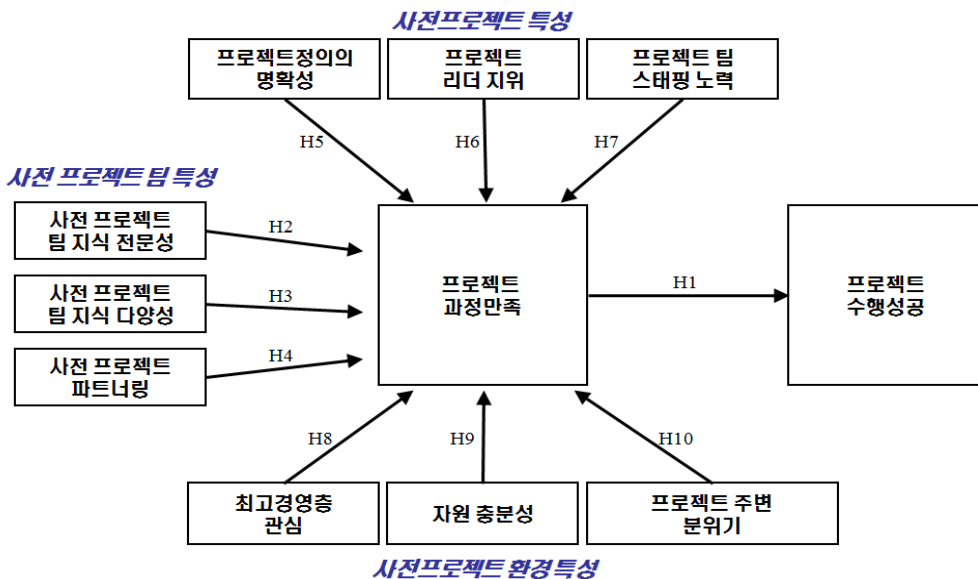 사전프로젝트 특성
프로젝트정의의
명확성
프로젝트
리더 지위
프로젝트 팀
스태핑 노력
H5
H6
H7
사전 프로젝트 팀 특성
사전 프로젝트
팀 지식 전문성
H2
사전 프로젝트
팀 지식 다양성
H3
사전 프로젝트
파트너링
H4
프로젝트
과정만족
H1
프로젝트
수행성공
H8
H9
H10
최고경영층
관심
자원 충분성
프로젝트 주변
분위기
사전프로젝트 환경 특성